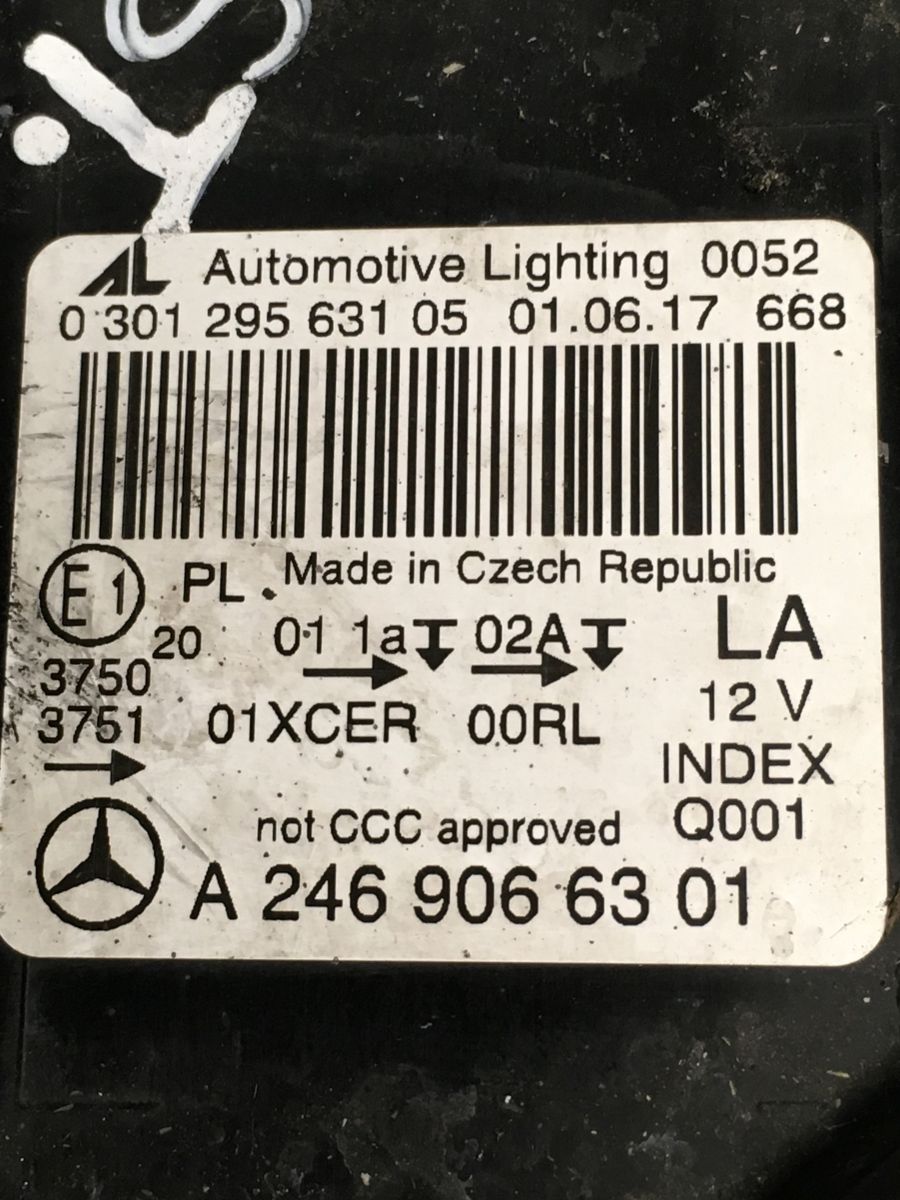 AL Automotive Lighting 0052
0 301 295 631 05 01.06.17 668
E1 PL Made in Czech Republic
20 01 1a 02A LA
3750
3751 01XCER 00RL 12 V
INDEX
not CCC approved Q001
A 246 906 63 01